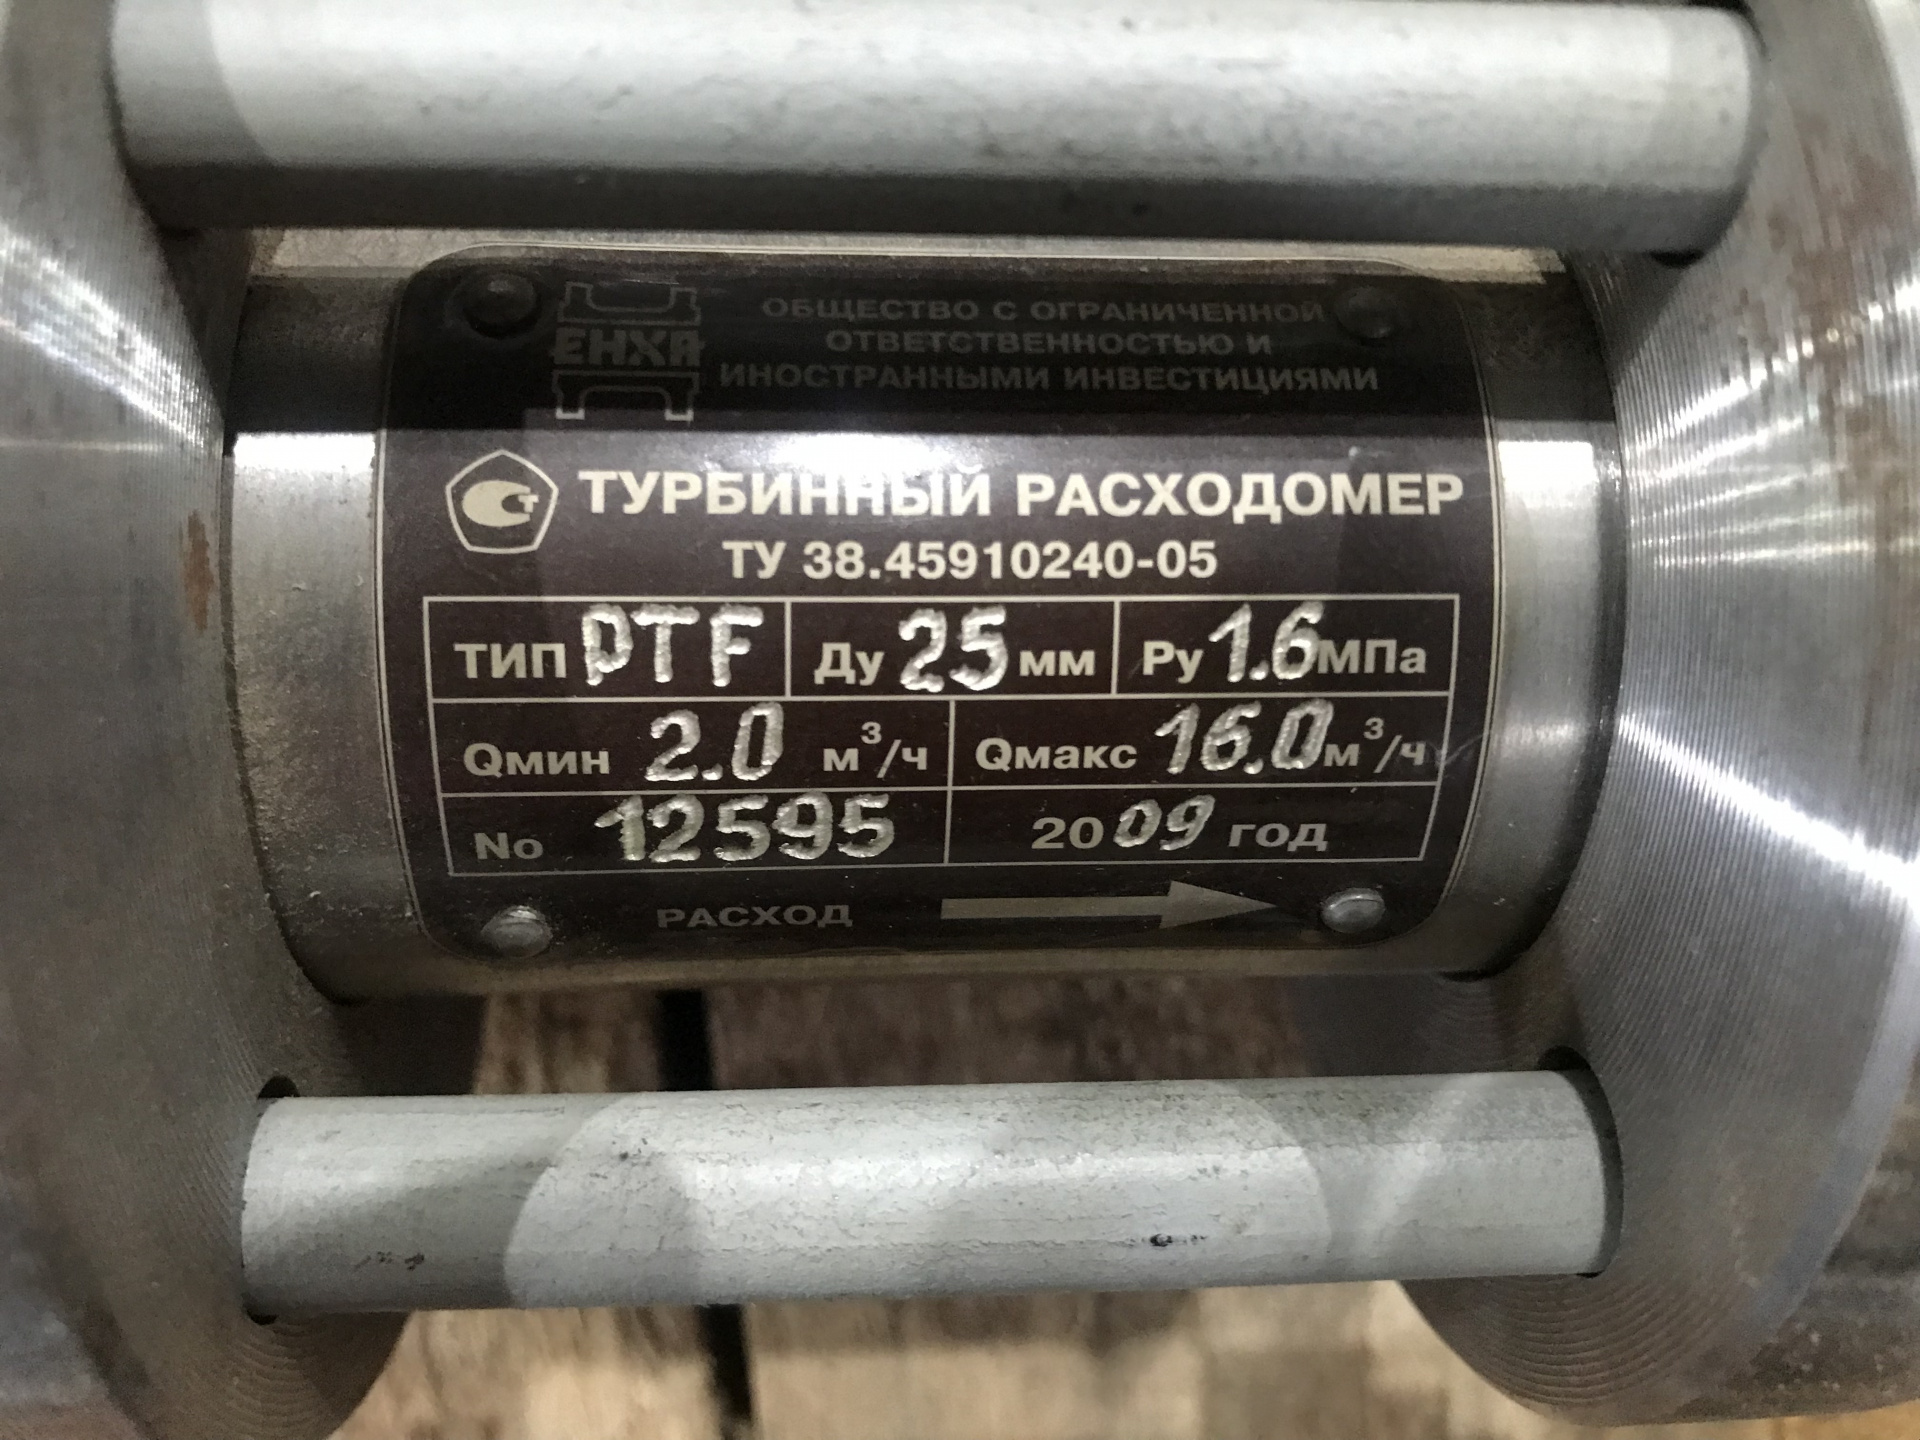 ЕНХА
ОБЩЕСТВО С ОГРАНИЧЕННОЙ
ОТВЕТСТВЕННОСТЬЮ И
ИНОСТРАННЫМИ ИНВЕСТИЦИЯМИ
СТ ТУРБИННЫЙ РАСХОДОМЕР
ТУ 38.45910240-05
ТИП PTF Ду 25 мм Ру 1.6 МПа
Qмин 2.0 м³/ч Qмакс 16.0 м³/ч
No 12595 2009 год
РАСХОД